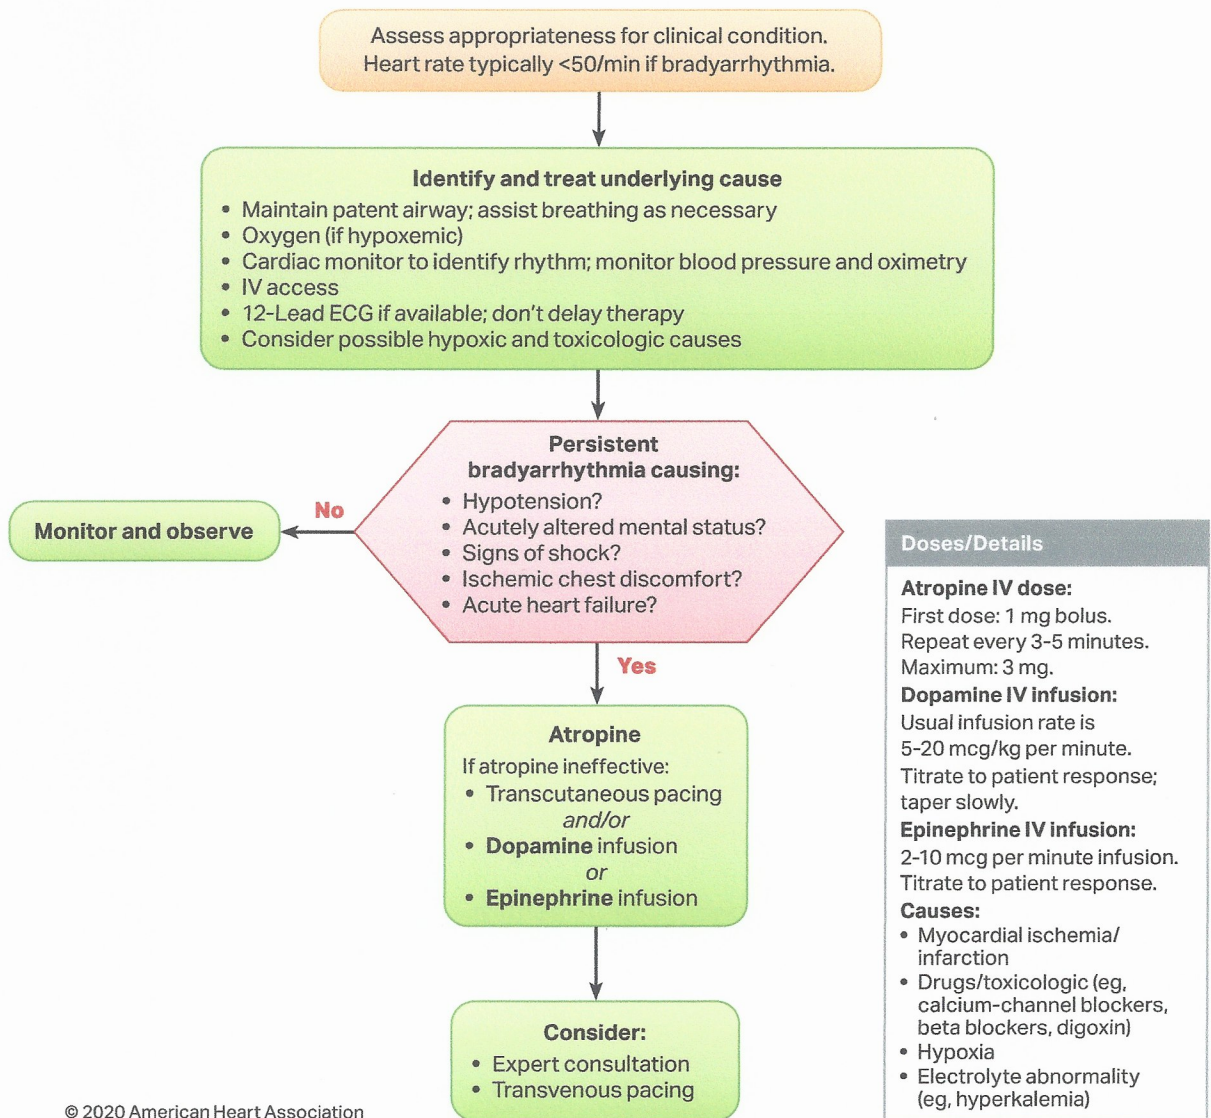 Assess appropriateness for clinical condition.
Heart rate typically <50/min if bradyarrhythmia.
Identify and treat underlying cause
• Maintain patent airway; assist breathing as necessary
• Oxygen (if hypoxemic)
• Cardiac monitor to identify rhythm; monitor blood pressure and oximetry
• IV access
• 12-Lead ECG if available; don't delay therapy
• Consider possible hypoxic and toxicologic causes
Persistent
bradyarrhythmia causing:
• Hypotension?
• Acutely altered mental status?
• Signs of shock?
• Ischemic chest discomfort?
• Acute heart failure?
No
Monitor and observe
Yes
Atropine
If atropine ineffective:
• Transcutaneous pacing
and/or
• Dopamine infusion
or
• Epinephrine infusion
Consider:
• Expert consultation
• Transvenous pacing
Doses/Details
Atropine IV dose:
First dose: 1 mg bolus.
Repeat every 3-5 minutes.
Maximum: 3 mg.
Dopamine IV infusion:
Usual infusion rate is
5-20 mcg/kg per minute.
Titrate to patient response;
taper slowly.
Epinephrine IV infusion:
2-10 mcg per minute infusion.
Titrate to patient response.
Causes:
• Myocardial ischemia/
infarction
• Drugs/toxicologic (eg,
calcium-channel blockers,
beta blockers, digoxin)
• Hypoxia
• Electrolyte abnormality
(eg, hyperkalemia)
© 2020 American Heart Association